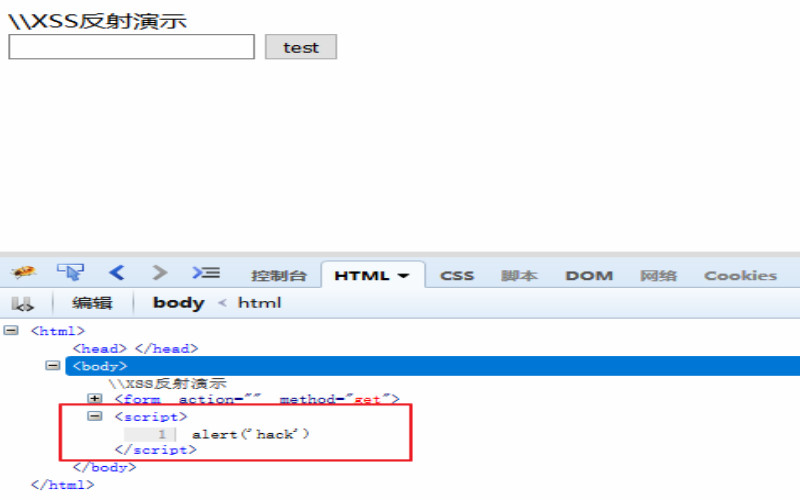 \\XSS反射演示
test
控制台 HTML CSS 脚本 DOM 网络 Cookies
编辑 body < html
<html>
<head> </head>
<body>
\\XSS反射演示
<form action="" method="get">
<script>
1 alert('hack')
</script>
</body>
</html>